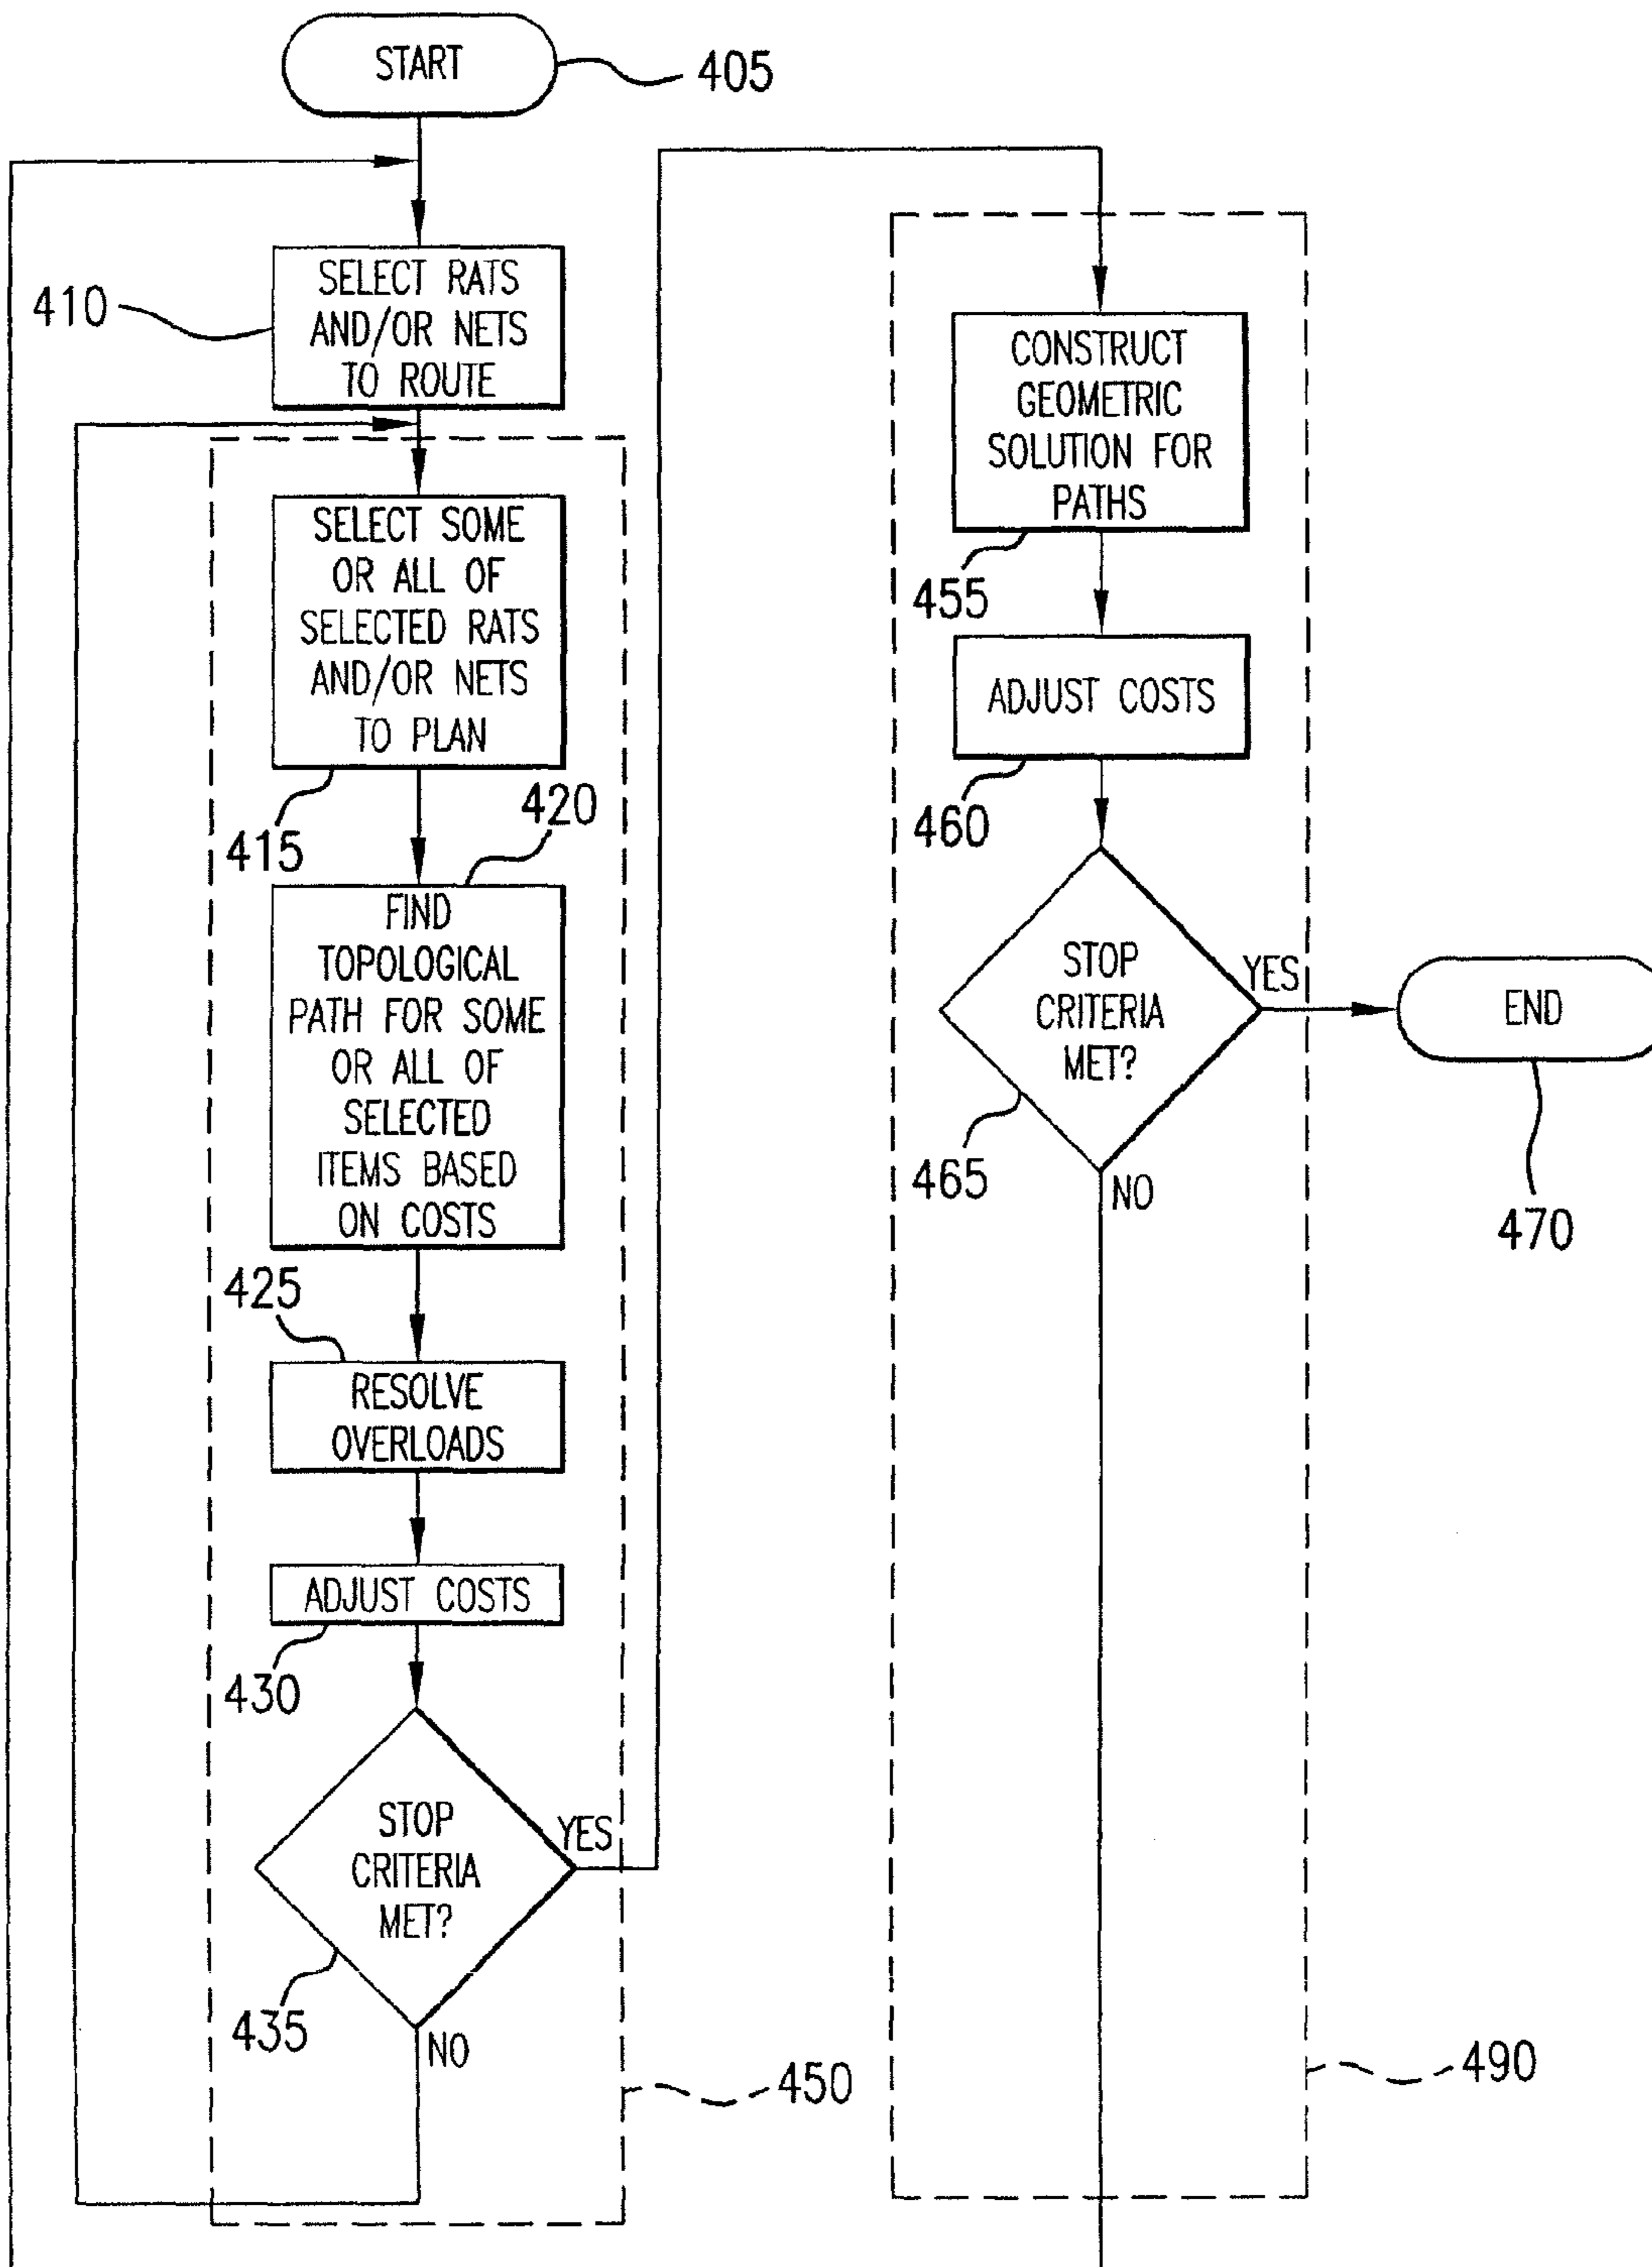 START
405
SELECT RATS
AND/OR NETS
TO ROUTE
410
SELECT SOME
OR ALL OF
SELECTED RATS
AND/OR NETS
TO PLAN
415
420
FIND
TOPOLOGICAL
PATH FOR SOME
OR ALL OF
SELECTED
ITEMS BASED
ON COSTS
425
RESOLVE
OVERLOADS
ADJUST COSTS
430
STOP
CRITERIA
MET?
YES
435
NO
450
CONSTRUCT
GEOMETRIC
SOLUTION FOR
PATHS
455
ADJUST COSTS
460
STOP
CRITERIA
MET?
YES
465
NO
END
470
490